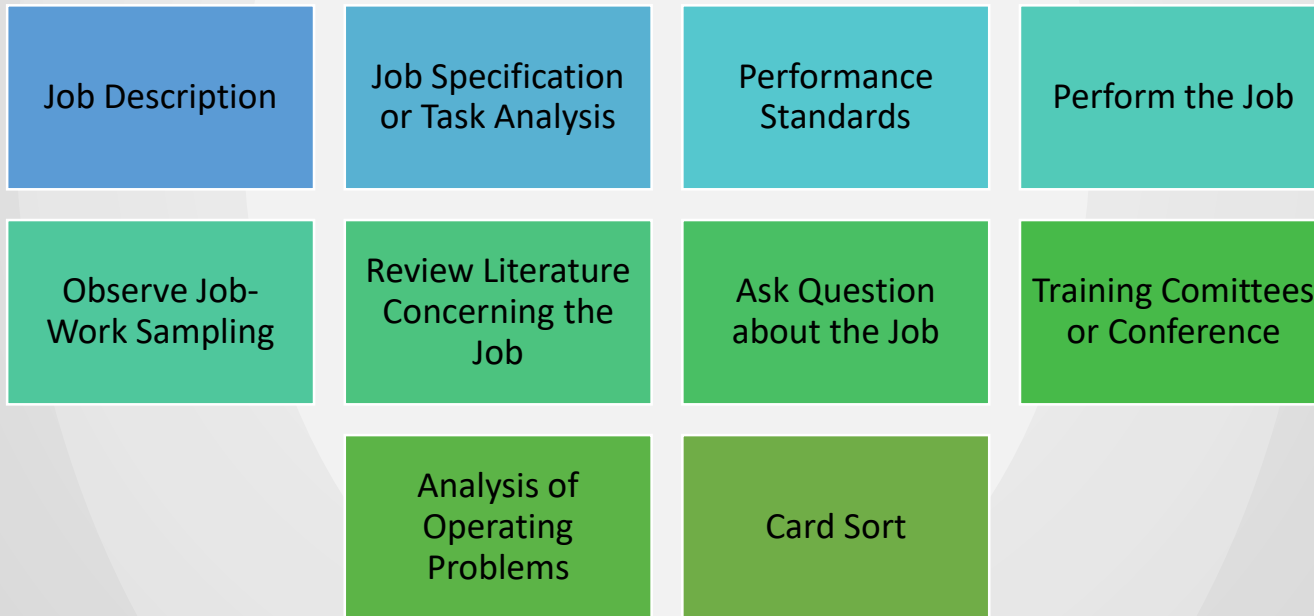 Job Description
Job Specification
or Task Analysis
Performance
Standards
Perform the Job
Observe Job-
Work Sampling
Review Literature
Concerning the
Job
Ask Question
about the Job
Training Comittees
or Conference
Analysis of
Operating
Problems
Card Sort